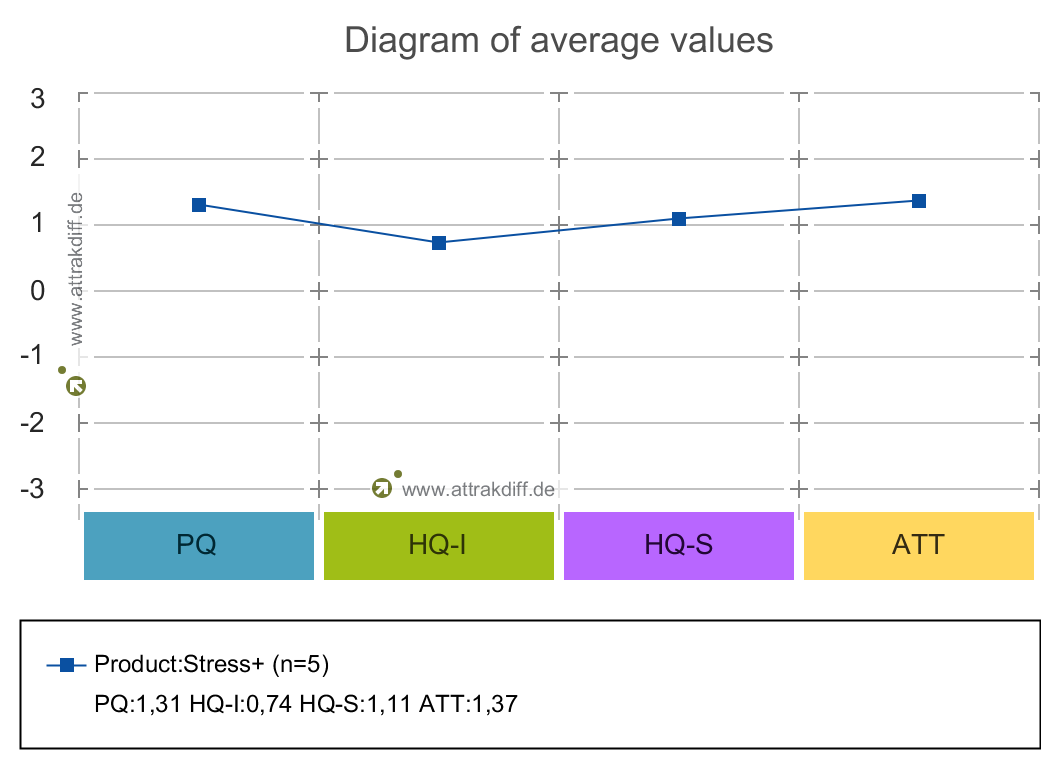 Diagram of average values
3
2
1
0
-1
-2
-3
www.attrakdiff.de
www.attrakdiff.de
PQ
HQ-I
HQ-S
ATT
Product:Stress+ (n=5)
PQ:1,31 HQ-I:0,74 HQ-S:1,11 ATT:1,37